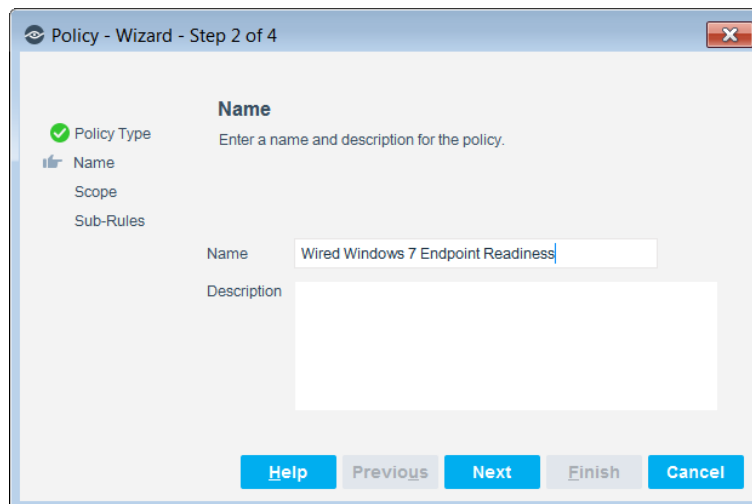 Policy - Wizard - Step 2 of 4
Policy Type
Name
Scope
Sub-Rules
Name
Enter a name and description for the policy.
Name
Wired Windows 7 Endpoint Readiness
Description
Help
Previous
Next
Finish
Cancel